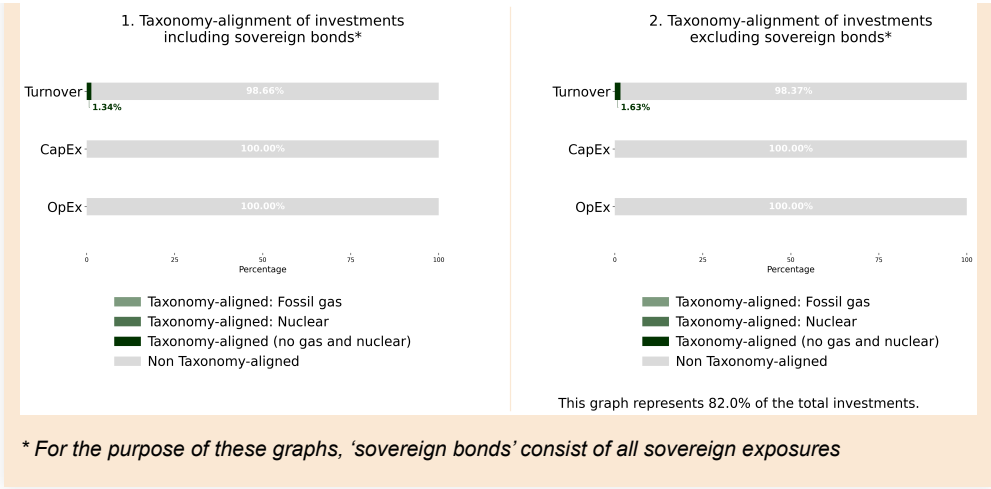 1. Taxonomy-alignment of investments
including sovereign bonds*
Turnover
98.66%
1.34%
CapEx
100.00%
OpEx
100.00%
0 25 50 75 100
Percentage
Taxonomy-aligned: Fossil gas
Taxonomy-aligned: Nuclear
Taxonomy-aligned (no gas and nuclear)
Non Taxonomy-aligned
2. Taxonomy-alignment of investments
excluding sovereign bonds*
Turnover
98.37%
1.63%
CapEx
100.00%
OpEx
100.00%
0 25 50 75 100
Percentage
Taxonomy-aligned: Fossil gas
Taxonomy-aligned: Nuclear
Taxonomy-aligned (no gas and nuclear)
Non Taxonomy-aligned
This graph represents 82.0% of the total investments.
* For the purpose of these graphs, ‘sovereign bonds’ consist of all sovereign exposures